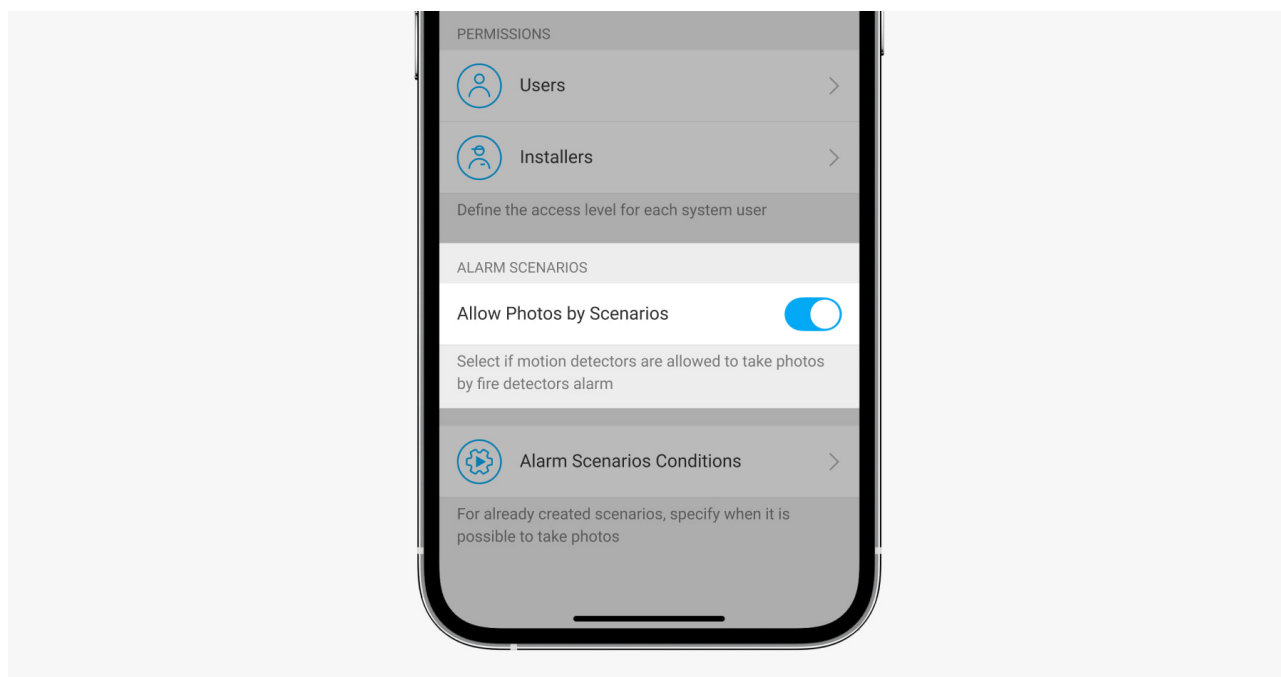 PERMISSIONS
Users
Installers
Define the access level for each system user
ALARM SCENARIOS
Allow Photos by Scenarios
Select if motion detectors are allowed to take photos
by fire detectors alarm
Alarm Scenarios Conditions
For already created scenarios, specify when it is
possible to take photos